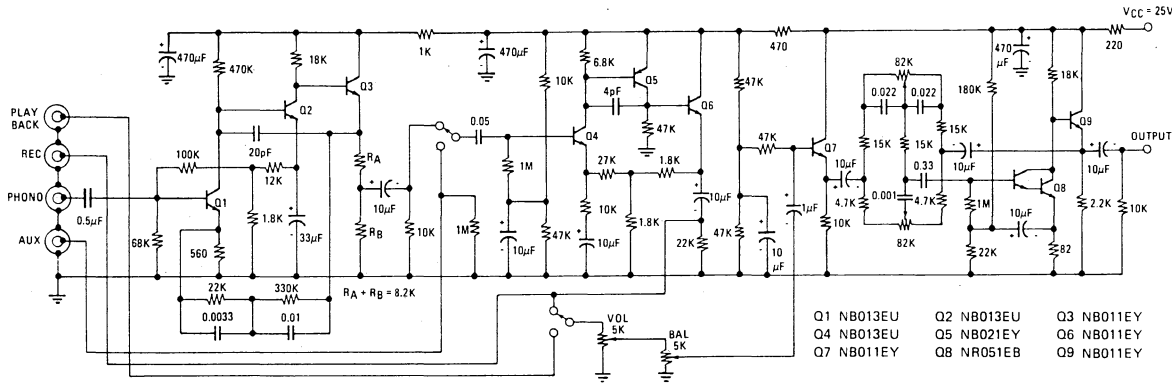 VCC = 25V
470µF
470K
18K
Q3
1K
470µF
10K
6.8K
Q5
4pF
Q6
470
47K
82K
0.022
0.022
470 µF
180K
18K
220
Q9
PLAY BACK
REC
PHONO
AUX
0.5µF
100K
Q2
20pF
12K
Q1
68K
560
1.8K
33µF
RA
RB
10µF
10K
0.05
1M
1M
10µF
47K
Q4
47K
27K
1.8K
10K
10µF
1.8K
10µF
22K
47K
47K
10 µF
1µF
Q7
10µF
10K
15K
15K
15K
4.7K
0.001
4.7K
82K
0.33
10µF
1M
22K
10µF
Q8
82
2.2K
10µF
OUTPUT
10K
22K
330K
0.0033
0.01
RA + RB = 8.2K
VOL 5K
BAL 5K
Q1 NB013EU Q2 NB013EU Q3 NB011EY
Q4 NB013EU Q5 NB021EY Q6 NB011EY
Q7 NB011EY Q8 NR051EB Q9 NB011EY